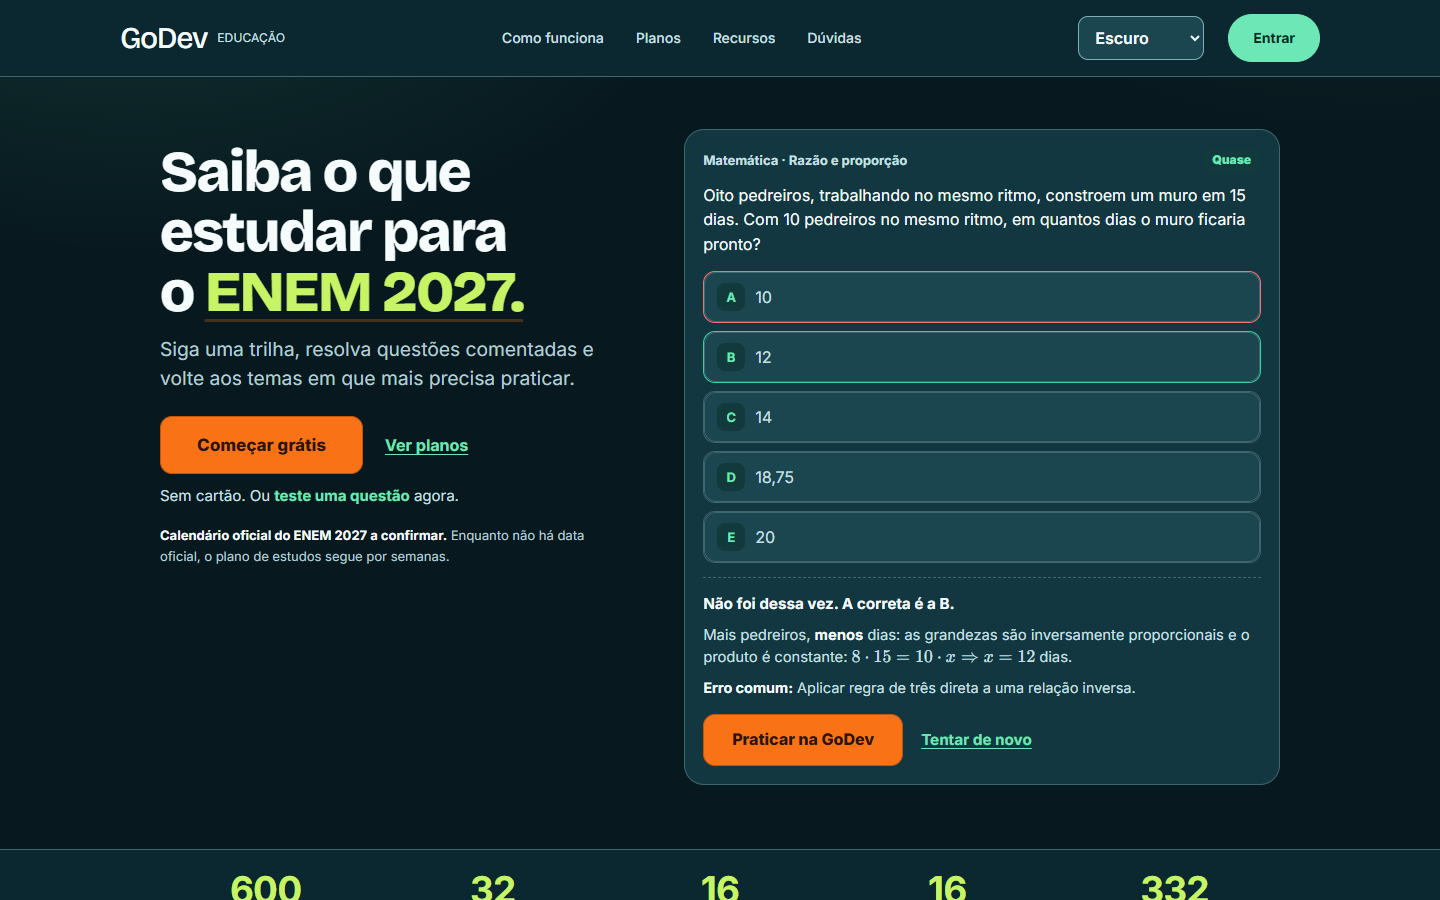 GoDev EDUCAÇÃO
Como funciona
Planos
Recursos
Dúvidas
Escuro
Entrar
Saiba o que
estudar para
o ENEM 2027.
Siga uma trilha, resolva questões comentadas e
volte aos temas em que mais precisa praticar.
Começar grátis
Ver planos
Sem cartão. Ou teste uma questão agora.
Calendário oficial do ENEM 2027 a confirmar. Enquanto não há data
oficial, o plano de estudos segue por semanas.
Matemática · Razão e proporção
Quase
Oito pedreiros, trabalhando no mesmo ritmo, constroem um muro em 15
dias. Com 10 pedreiros no mesmo ritmo, em quantos dias o muro ficaria
pronto?
A 10
B 12
C 14
D 18,75
E 20
Não foi dessa vez. A correta é a B.
Mais pedreiros, menos dias: as grandezas são inversamente proporcionais e o
produto é constante: 8 · 15 = 10 · x ⇒ x = 12 dias.
Erro comum: Aplicar regra de três direta a uma relação inversa.
Praticar na GoDev
Tentar de novo
600
32
16
16
332